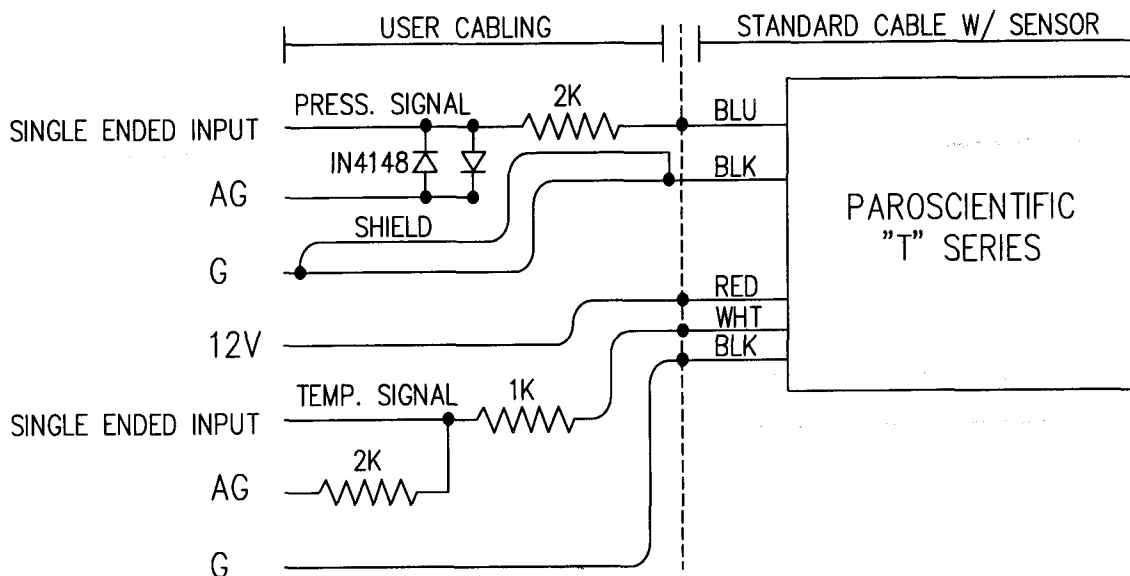 USER CABLING
STANDARD CABLE W/ SENSOR
PRESS. SIGNAL
2K
BLU
SINGLE ENDED INPUT
IN4148
BLK
AG
PAROSCIENTIFIC
"T" SERIES
SHIELD
G
RED
WHT
12V
BLK
TEMP. SIGNAL
1K
SINGLE ENDED INPUT
2K
AG
G